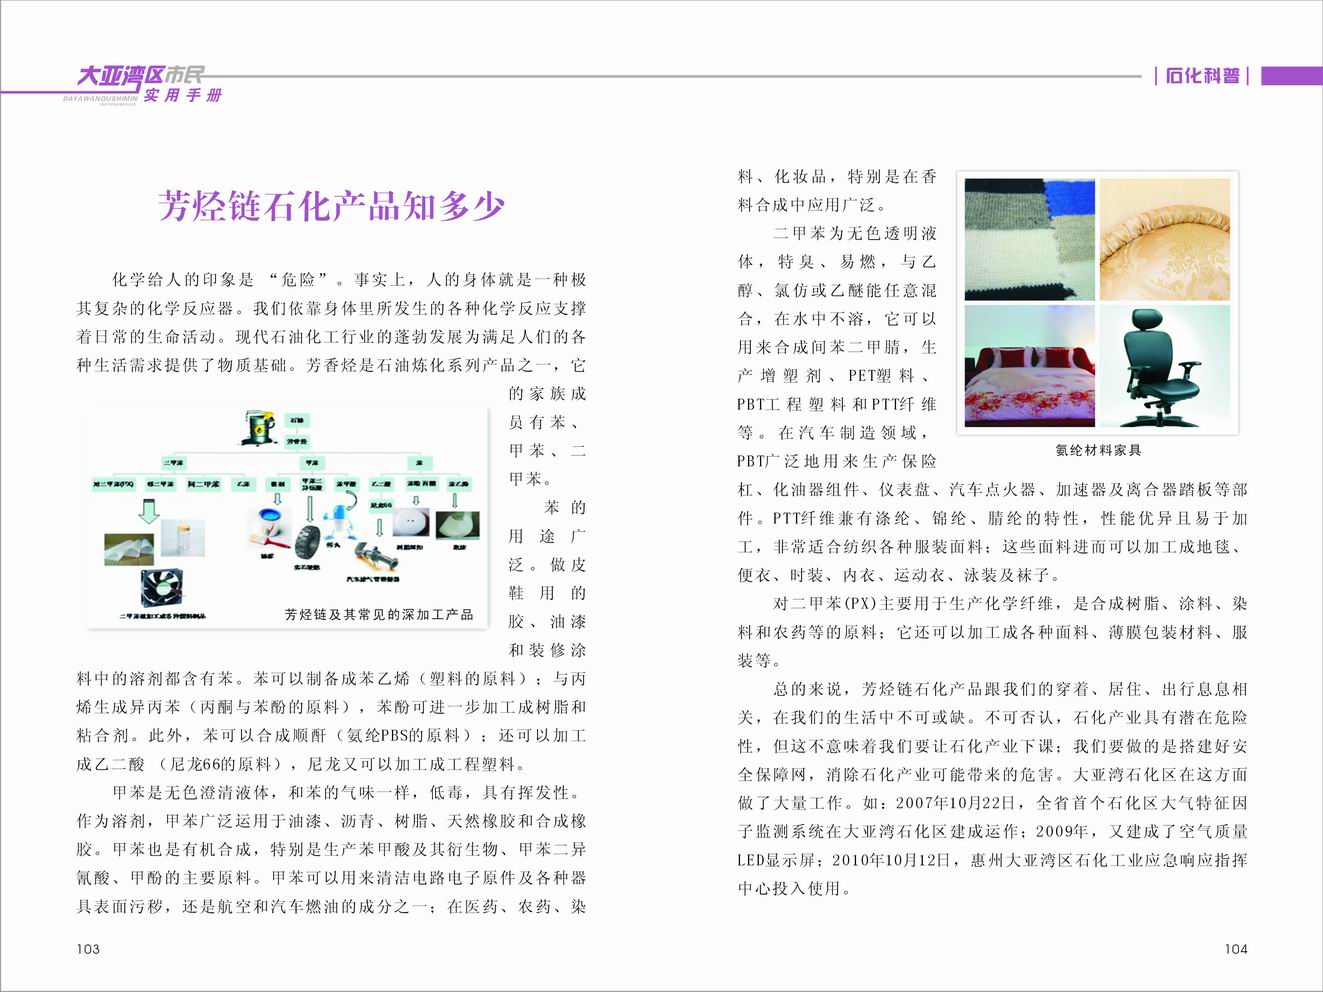 大亚湾区市民
DAYAWANQUSHIMIN
实用手册
石化科普
芳烃链石化产品知多少
化学给人的印象是 “危险”。事实上，人的身体就是一种极
其复杂的化学反应器。我们依靠身体里所发生的各种化学反应支撑
着日常的生命活动。现代石油化工行业的蓬勃发展为满足人们的各
种生活需求提供了物质基础。芳香烃是石油炼化系列产品之一，它
的家族成
员有苯、
甲苯、二
甲苯。
苯的
用途广
泛。做皮
鞋用的
胶、油漆
和装修涂
石油
芳香烃
二甲苯
甲苯
苯
对二甲苯(PX)
邻二甲苯
间二甲苯
乙苯
苯甲酸
乙二酸
苯乙烯
尼龙66
油漆
芳烃链及其常见的深加工产品
料中的溶剂都含有苯。苯可以制备成苯乙烯（塑料的原料）；与丙
烯生成异丙苯（丙酮与苯酚的原料），苯酚可进一步加工成树脂和
粘合剂。此外，苯可以合成顺酐（氨纶PBS的原料）；还可以加工
成乙二酸 （尼龙66的原料），尼龙又可以加工成工程塑料。
甲苯是无色澄清液体，和苯的气味一样，低毒，具有挥发性。
作为溶剂，甲苯广泛运用于油漆、沥青、树脂、天然橡胶和合成橡
胶。甲苯也是有机合成，特别是生产苯甲酸及其衍生物、甲苯二异
氰酸、甲酚的主要原料。甲苯可以用来清洁电路电子原件及各种器
具表面污秽，还是航空和汽车燃油的成分之一；在医药、农药、染
103
料、化妆品，特别是在香
料合成中应用广泛。
二甲苯为无色透明液
体，特臭、易燃，与乙
醇、氯仿或乙醚能任意混
合，在水中不溶，它可以
用来合成间苯二甲腈，生
产增塑剂、PET塑料、
PBT工程塑料和PTT纤维
等。在汽车制造领域，
PBT广泛地用来生产保险
氨纶材料家具
杠、化油器组件、仪表盘、汽车点火器、加速器及离合器踏板等部
件。PTT纤维兼有涤纶、锦纶、腈纶的特性，性能优异且易于加
工，非常适合纺织各种服装面料；这些面料进而可以加工成地毯、
便衣、时装、内衣、运动衣、泳装及袜子。
对二甲苯(PX)主要用于生产化学纤维，是合成树脂、涂料、染
料和农药等的原料；它还可以加工成各种面料、薄膜包装材料、服
装等。
总的来说，芳烃链石化产品跟我们的穿着、居住、出行息息相
关，在我们的生活中不可或缺。不可否认，石化产业具有潜在危险
性，但这不意味着我们要让石化产业下课；我们要做的是搭建好安
全保障网，消除石化产业可能带来的危害。大亚湾石化区在这方面
做了大量工作。如：2007年10月22日，全省首个石化区大气特征因
子监测系统在大亚湾石化区建成运作；2009年，又建成了空气质量
LED显示屏；2010年10月12日，惠州大亚湾区石化工业应急响应指挥
中心投入使用。
104